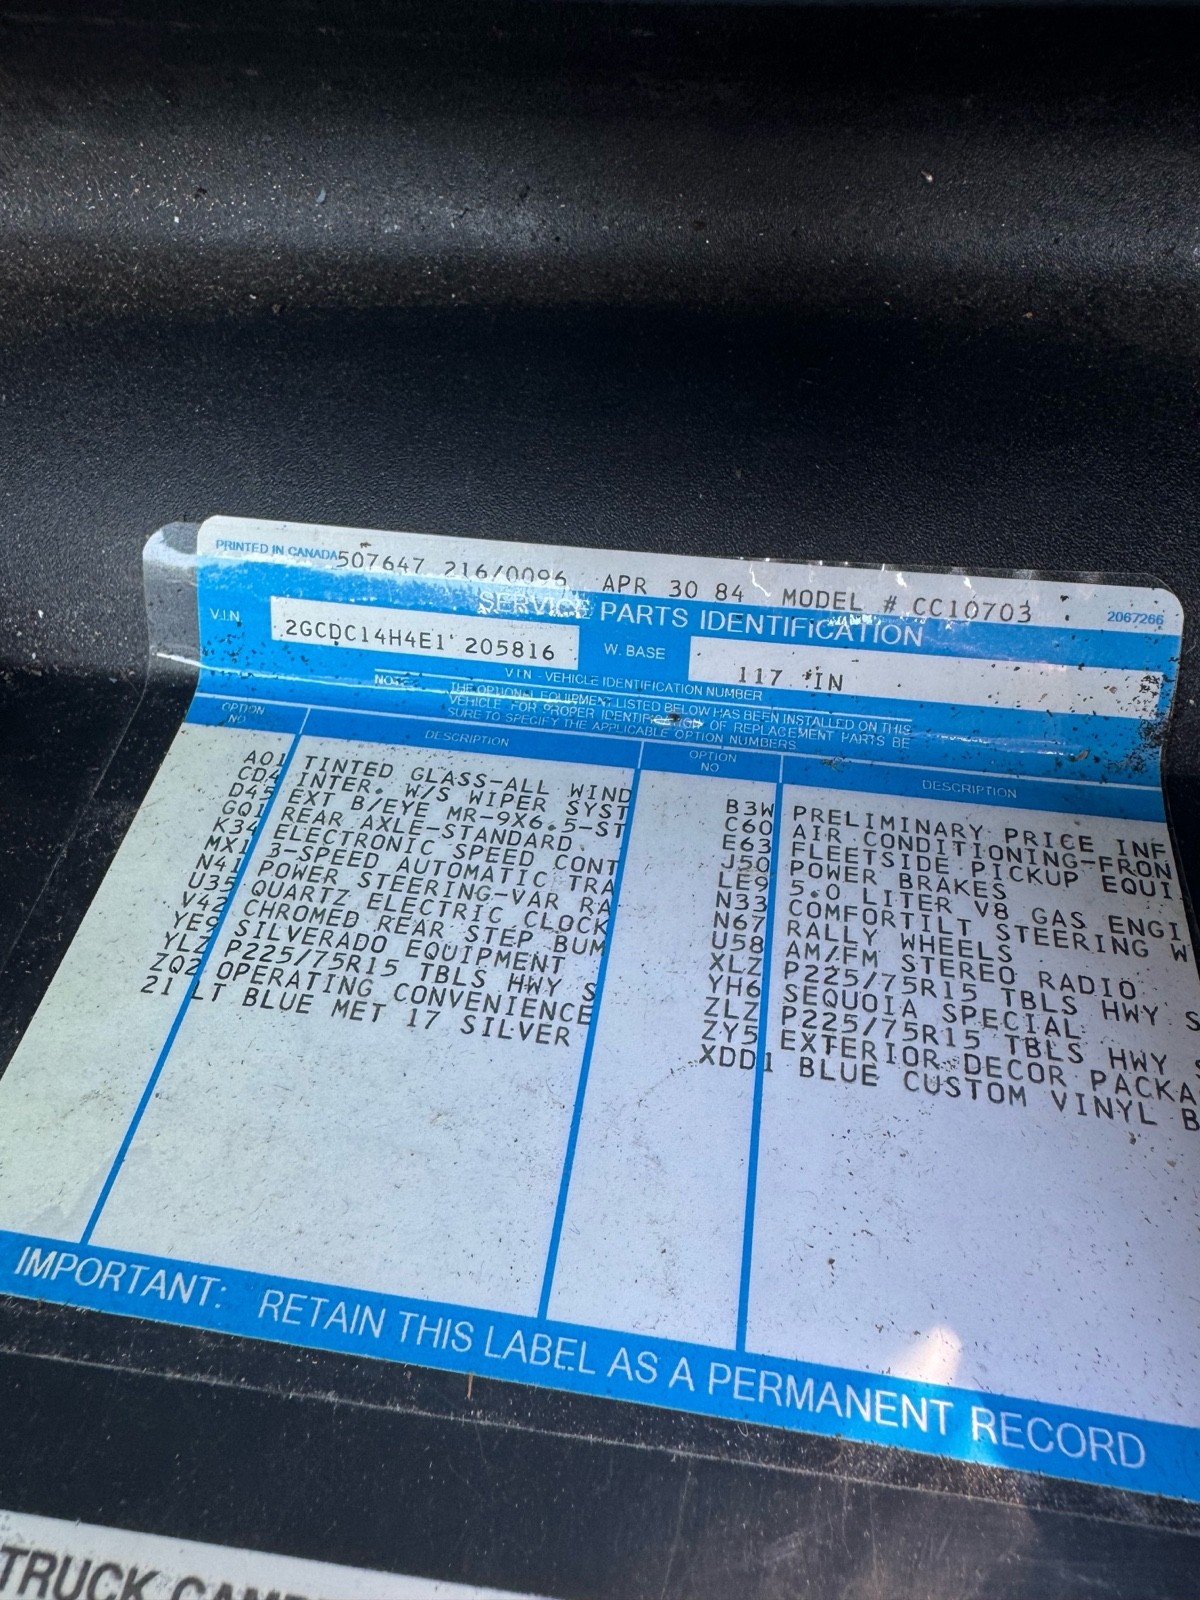 PRINTED IN CANADA 507647 216/0096 APR 30 84 MODEL # CC10703
SERVICE PARTS IDENTIFICATION 2067266
V.I.N. 2GCDC14H4E1 205816 W. BASE 117 IN
V I N - VEHICLE IDENTIFICATION NUMBER
NOTE: THE OPTIONAL EQUIPMENT LISTED BELOW HAS BEEN INSTALLED ON THIS
VEHICLE FOR PROPER IDENTIFICATION OF REPLACEMENT PARTS BE
SURE TO SPECIFY THE APPLICABLE OPTION NUMBERS
OPTION NO DESCRIPTION
A01 TINTED GLASS-ALL WIND
CD4 INTER. W/S WIPER SYST
D45 EXT B/EYE MR-9X6.5-ST
GQ1 REAR AXLE-STANDARD
K34 ELECTRONIC SPEED CONT
MX1 3-SPEED AUTOMATIC TRA
N41 POWER STEERING-VAR RA
U35 QUARTZ ELECTRIC CLOCK
V42 CHROMED REAR STEP BUM
YE9 SILVERADO EQUIPMENT
YLZ P225/75R15 TBLS HWY S
ZQ2 OPERATING CONVENIENCE
21 LT BLUE MET 17 SILVER
OPTION NO DESCRIPTION
B3W PRELIMINARY PRICE INF
C60 AIR CONDITIONING-FRON
E63 FLEETSIDE PICKUP EQUI
J50 POWER BRAKES
LE9 5.0 LITER V8 GAS ENGI
N33 COMFORTILT STEERING W
N67 RALLY WHEELS
U58 AM/FM STEREO RADIO
XLZ P225/75R15 TBLS HWY S
YH6 SEQUOIA SPECIAL
ZLZ P225/75R15 TBLS HWY S
ZY5 EXTERIOR DECOR PACKA
XDD1 BLUE CUSTOM VINYL B
IMPORTANT: RETAIN THIS LABEL AS A PERMANENT RECORD
TRUCK